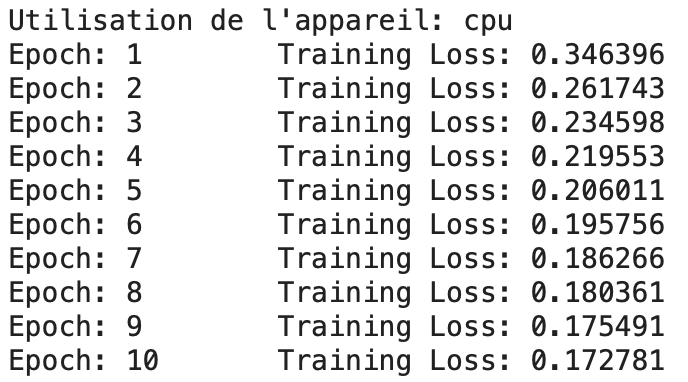 Utilisation de l'appareil: cpu
Epoch: 1 Training Loss: 0.346396
Epoch: 2 Training Loss: 0.261743
Epoch: 3 Training Loss: 0.234598
Epoch: 4 Training Loss: 0.219553
Epoch: 5 Training Loss: 0.206011
Epoch: 6 Training Loss: 0.195756
Epoch: 7 Training Loss: 0.186266
Epoch: 8 Training Loss: 0.180361
Epoch: 9 Training Loss: 0.175491
Epoch: 10 Training Loss: 0.172781